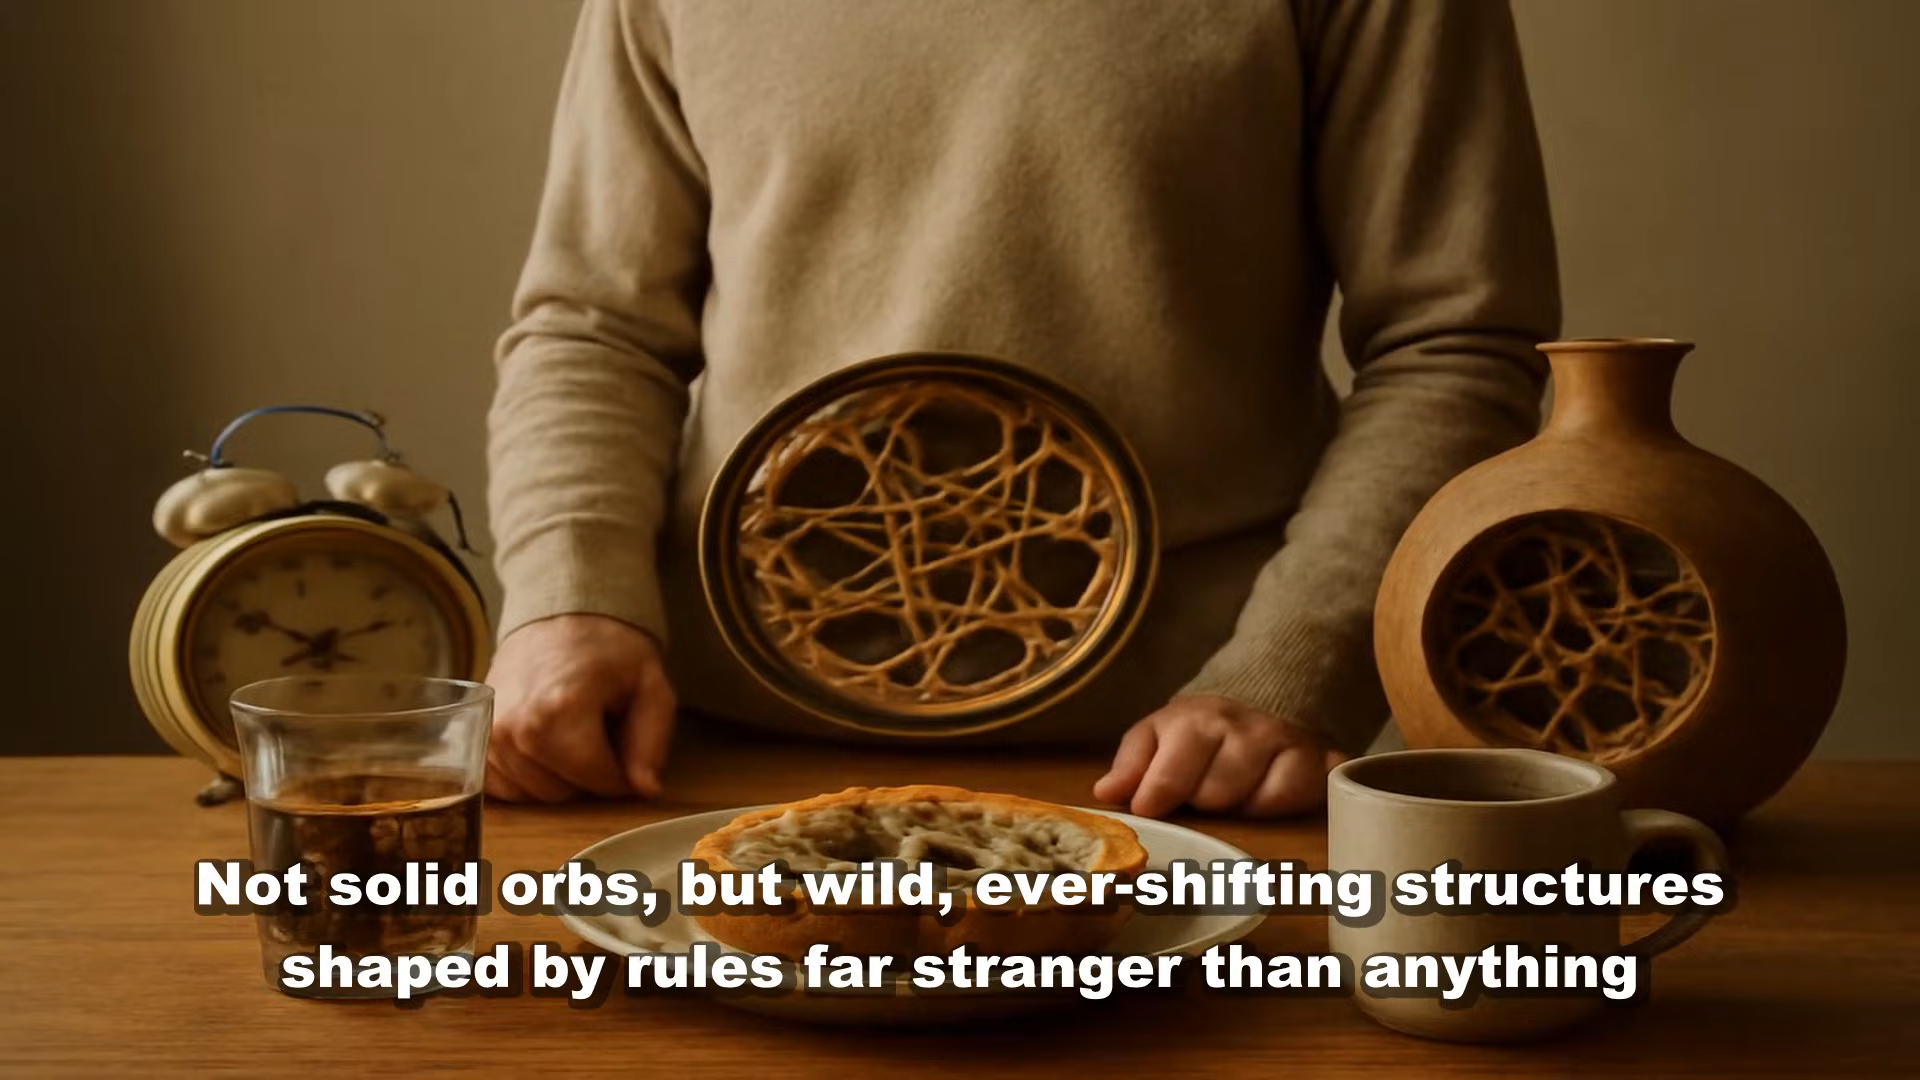 Not solid orbs, but wild, ever-shifting structures
shaped by rules far stranger than anything